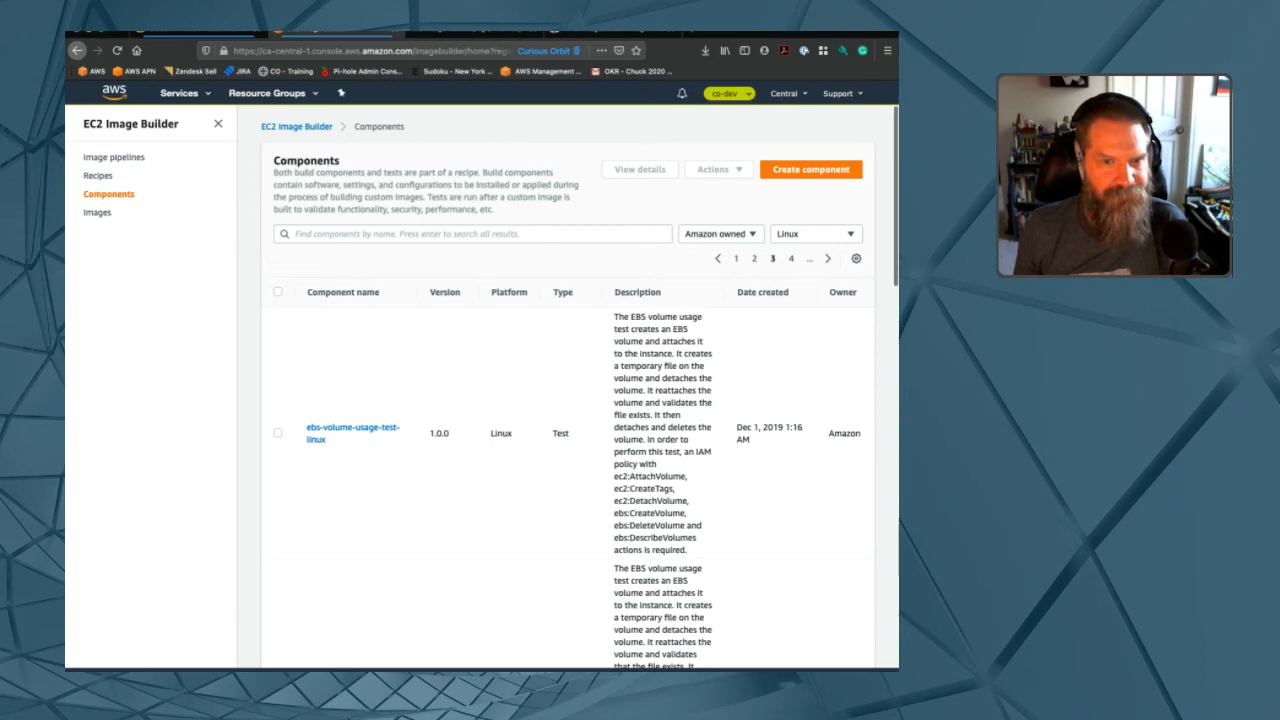 https://ca-central-1.console.aws.amazon.com/imagebuilder/home?reg
Curious Orbit
AWS
AWS APN
Zendesk Sell
JIRA
CO - Training
Pi-hole Admin Cons...
Sudoku - New York ...
AWS Management ...
OKR - Chuck 2020 ...
aws
Services
Resource Groups
co-dev
Central
Support
EC2 Image Builder
Image pipelines
Recipes
Components
Images
EC2 Image Builder > Components
Components
Both build components and tests are part of a recipe. Build components
contain software, settings, and configurations to be installed or applied during
the process of building custom images. Tests are run after a custom image is
built to validate functionality, security, performance, etc.
View details
Actions
Create component
Find components by name. Press enter to search all results.
Amazon owned
Linux
1 2 3 4 ...
Component name
Version
Platform
Type
Description
Date created
Owner
ebs-volume-usage-test-
linux
1.0.0
Linux
Test
The EBS volume usage
test creates an EBS
volume and attaches it
to the instance. It creates
a temporary file on the
volume and detaches the
volume. It reattaches the
volume and validates the
file exists. It then
detaches and deletes the
volume. In order to
perform this test, an IAM
policy with
ec2:AttachVolume,
ec2:CreateTags,
ec2:DetachVolume,
ebs:CreateVolume,
ebs:DeleteVolume and
ebs:DescribeVolumes
actions is required.
Dec 1, 2019 1:16
AM
Amazon
The EBS volume usage
test creates an EBS
volume and attaches it
to the instance. It creates
a temporary file on the
volume and detaches the
volume. It reattaches the
volume and validates
that the file exists. It